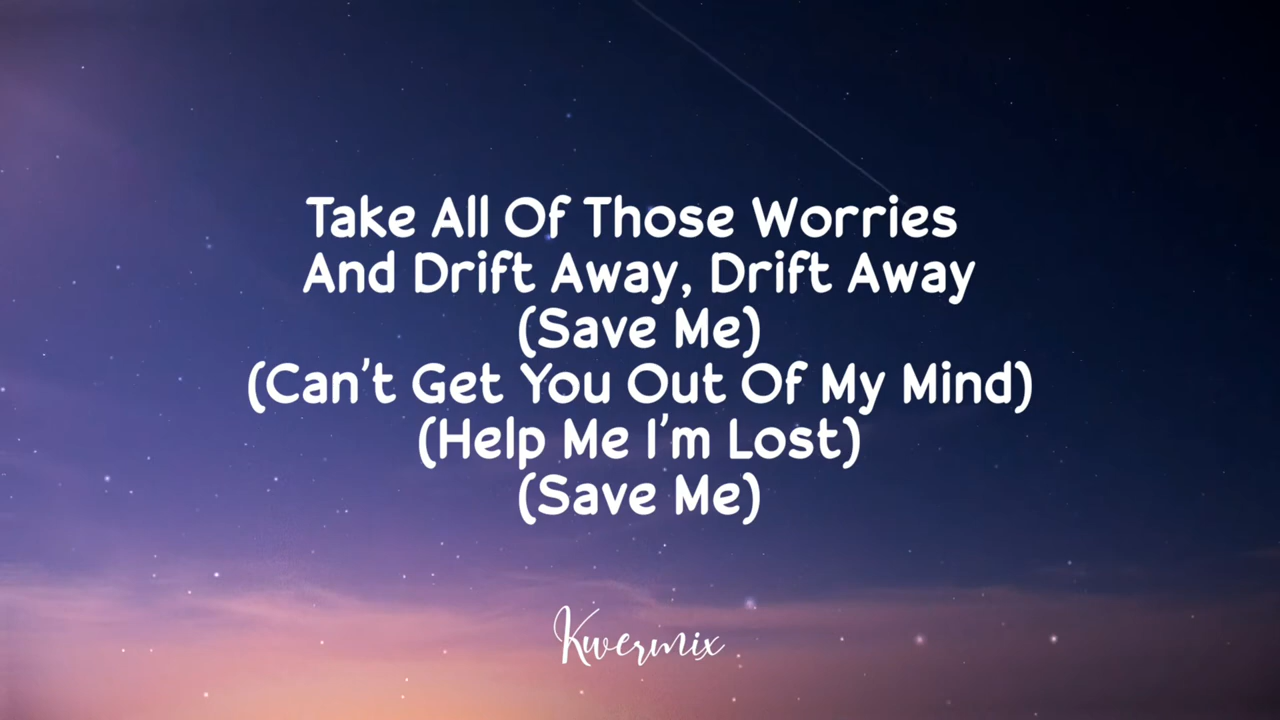 Take All Of Those Worries
And Drift Away, Drift Away
(Save Me)
(Can't Get You Out Of My Mind)
(Help Me I'm Lost)
(Save Me)
Kwermix